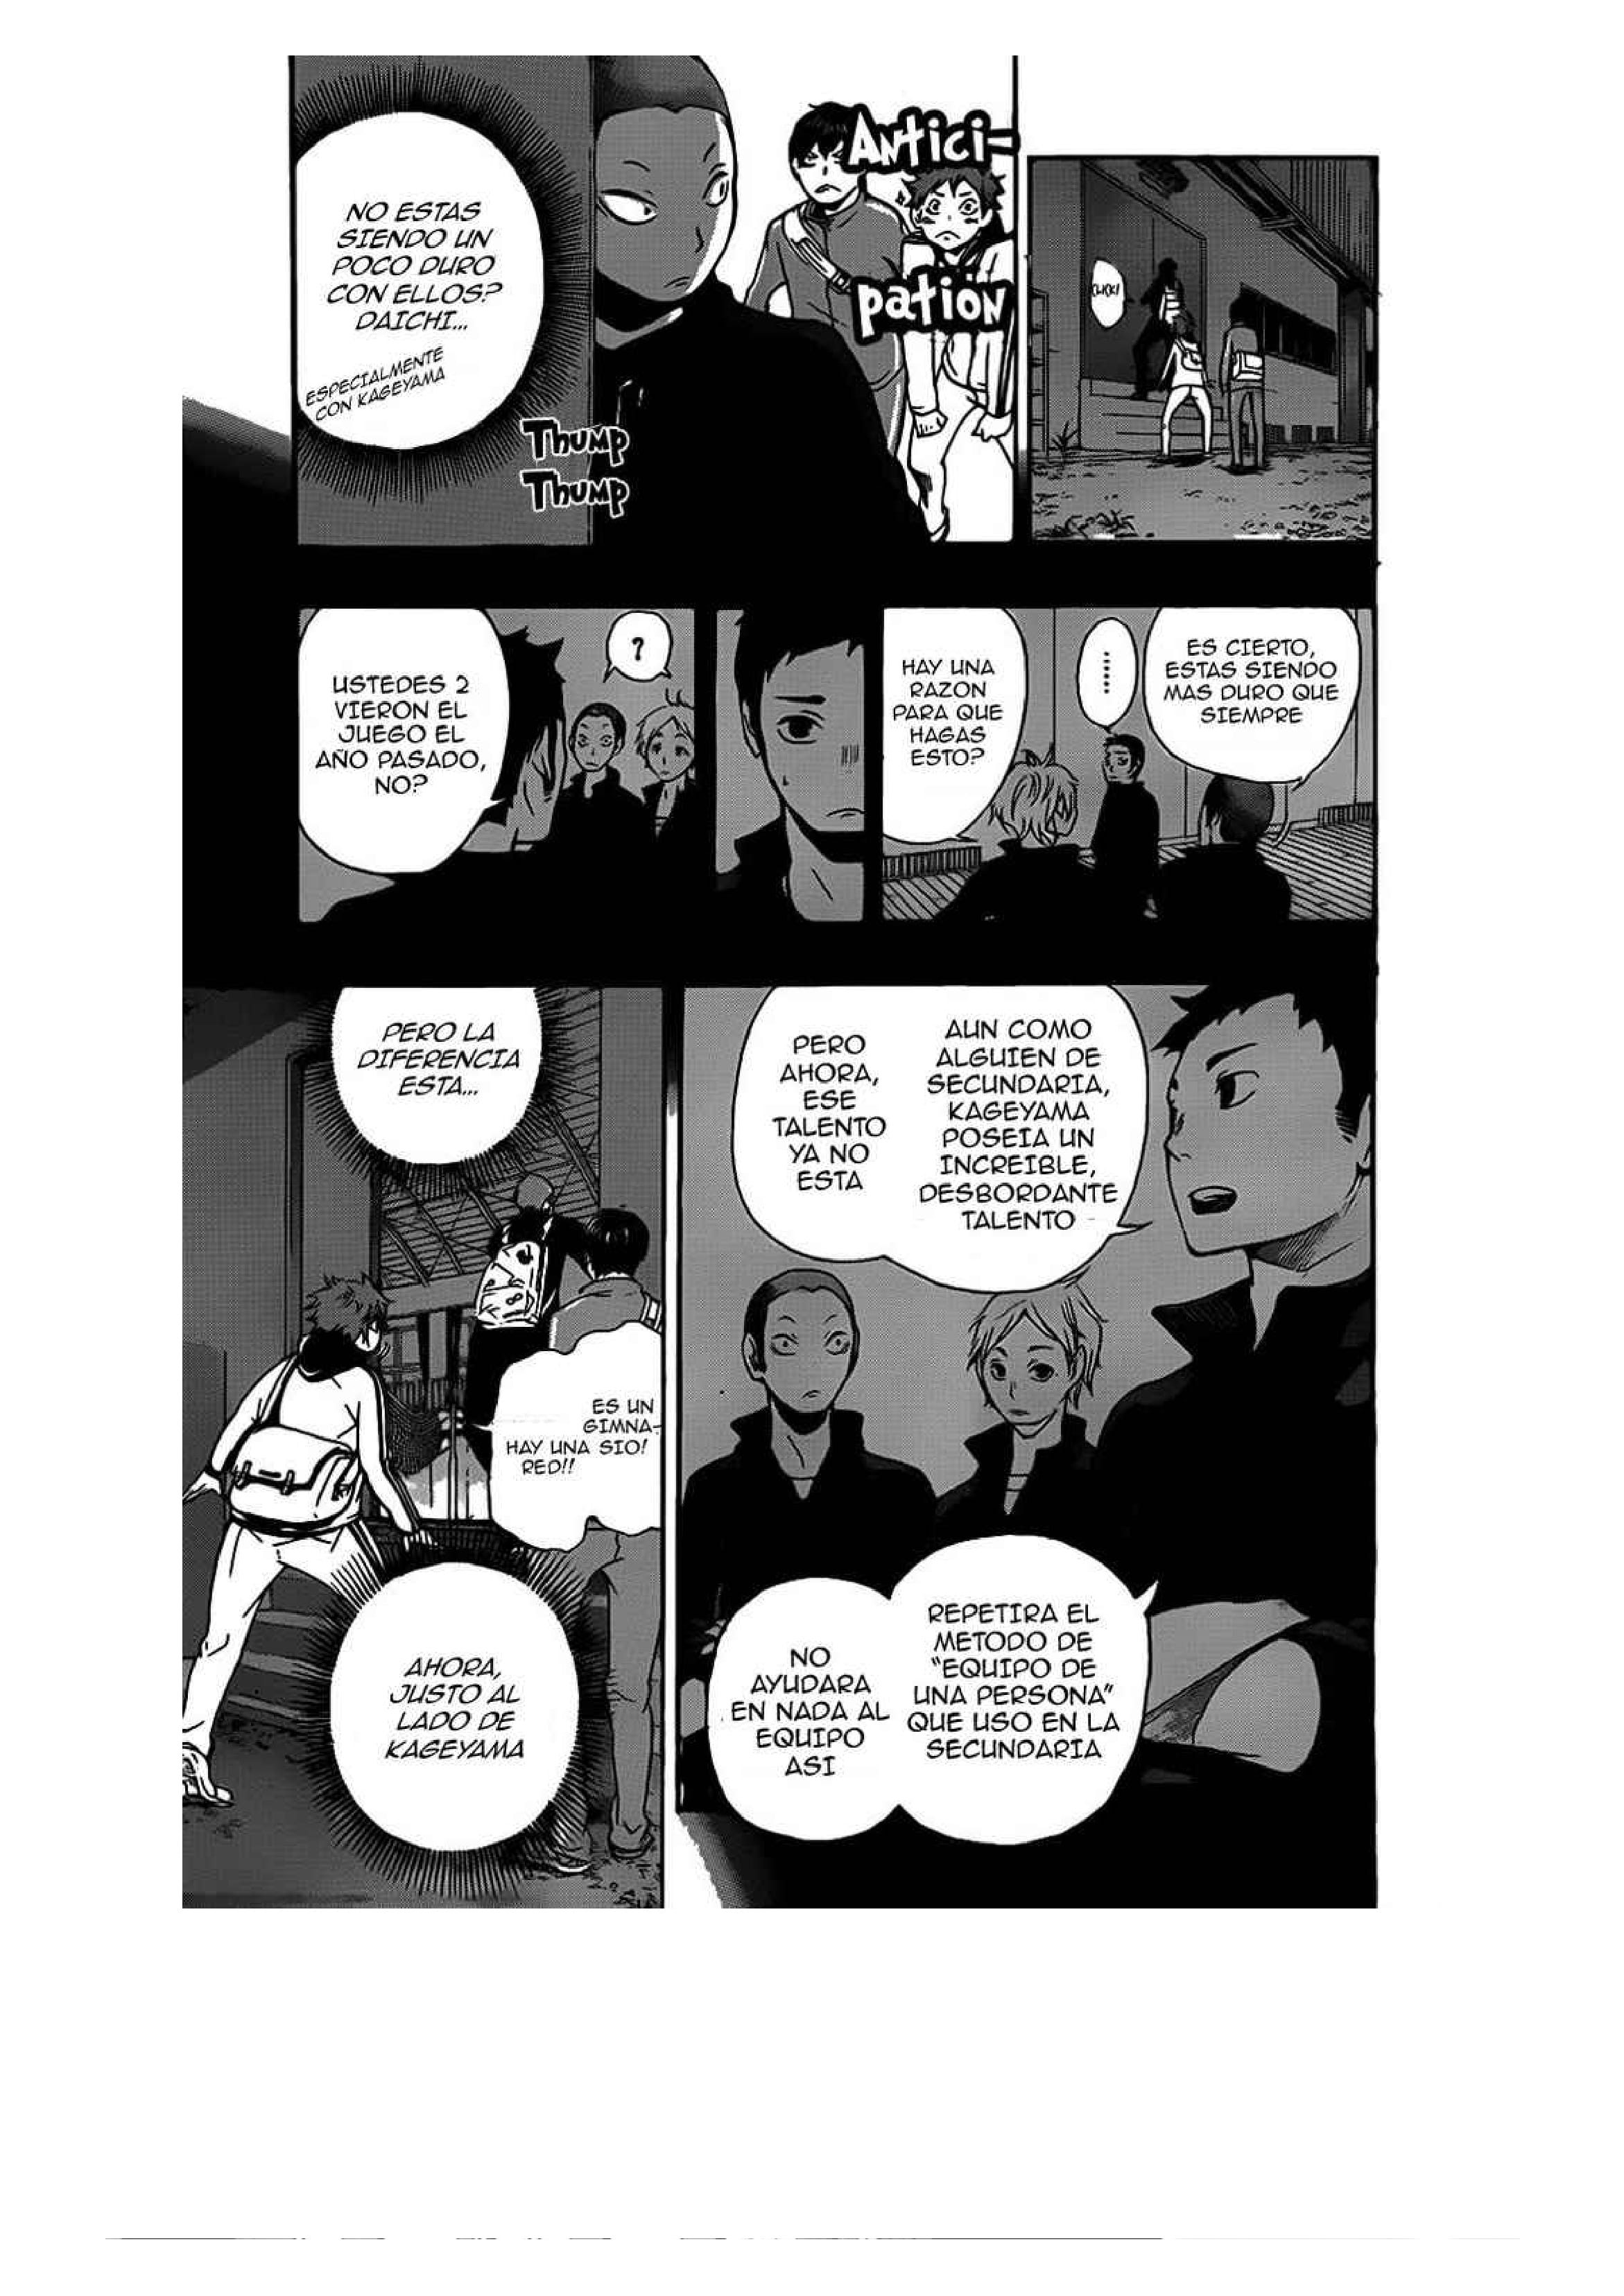 CLICK!
ANTICI-
PATION
NO ESTAS
SIENDO UN
POCO DURO
CON ELLOS?
DAICHI...
ESPECIALMENTE
CON KAGEYAMA
THUMP
THUMP
ES CIERTO,
ESTAS SIENDO
MAS DURO QUE
SIEMPRE
......
HAY UNA
RAZON
PARA QUE
HAGAS
ESTO?
?
USTEDES 2
VIERON EL
JUEGO EL
AÑO PASADO,
NO?
AUN COMO
ALGUIEN DE
SECUNDARIA,
KAGEYAMA
POSEIA UN
INCREIBLE,
DESBORDANTE
TALENTO
PERO
AHORA,
ESE
TALENTO
YA NO
ESTA
REPETIRA EL
METODO DE
"EQUIPO DE
UNA PERSONA"
QUE USO EN LA
SECUNDARIA
NO
AYUDARA
EN NADA AL
EQUIPO
ASI
PERO LA
DIFERENCIA
ESTA...
ES UN
GIMNA-
SIO!
HAY UNA
RED!!
AHORA,
JUSTO AL
LADO DE
KAGEYAMA